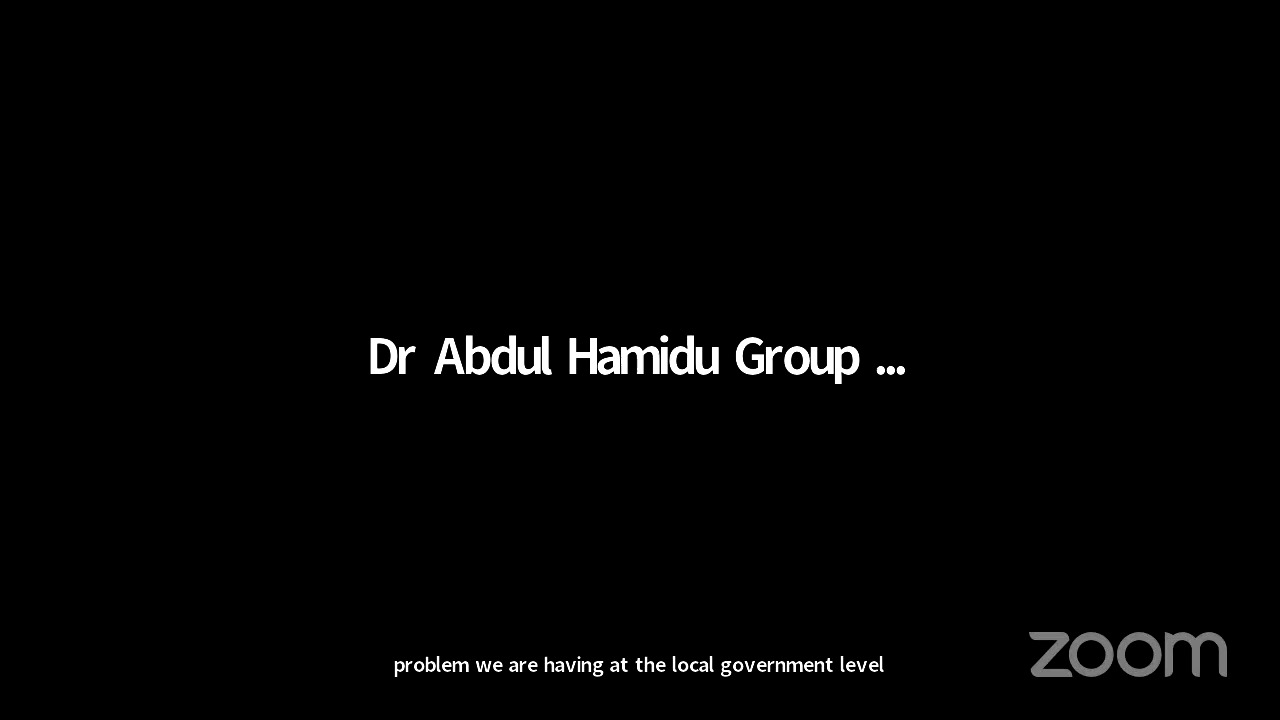 Dr Abdul Hamidu Group ...
problem we are having at the local government level
zoom